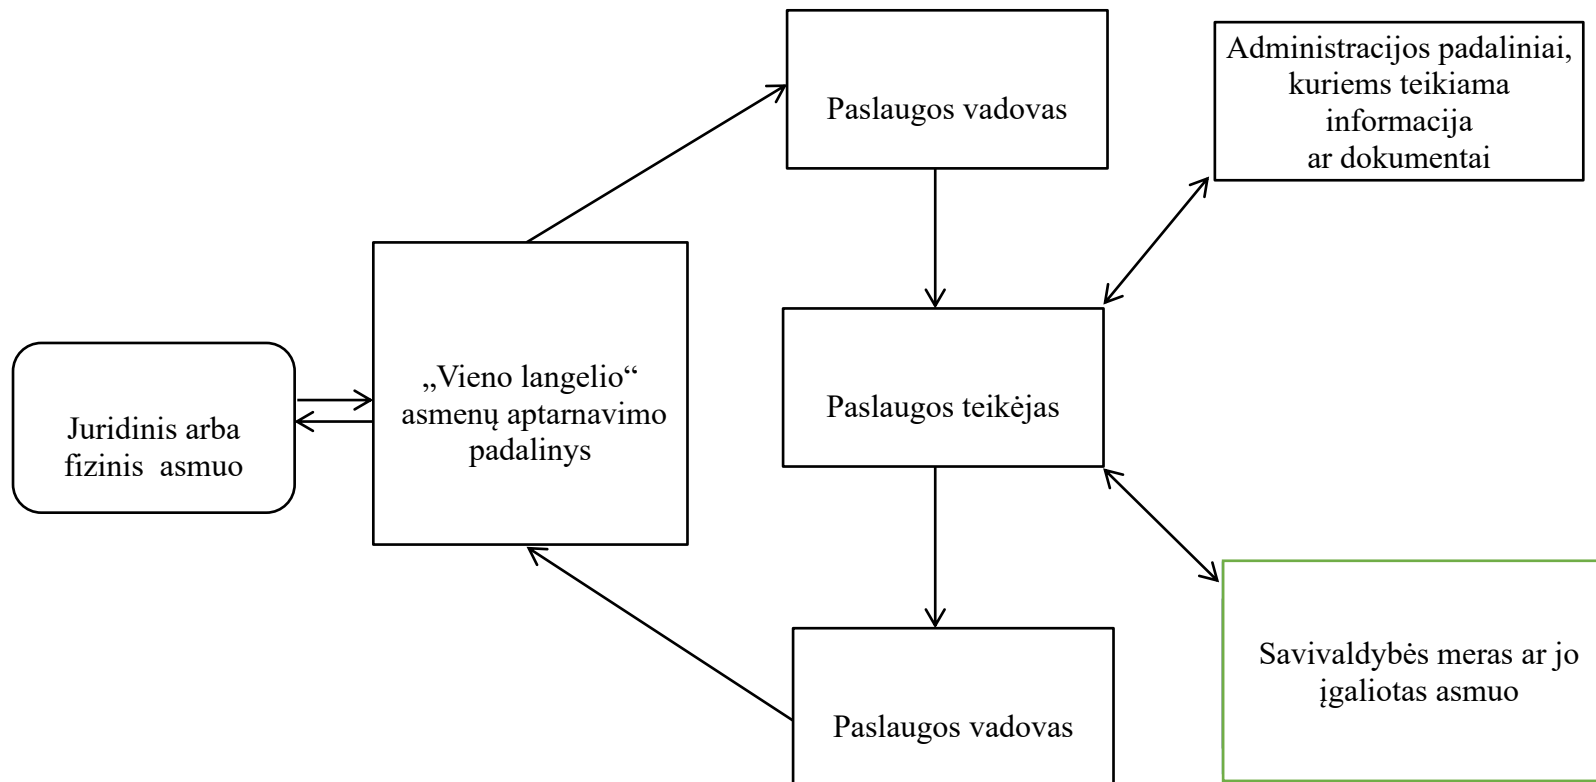 Paslaugos vadovas
Administracijos padaliniai,
kuriems teikiama
informacija
ar dokumentai
„Vieno langelio“
asmenų aptarnavimo
padalinys
Juridinis arba
fizinis  asmuo
Paslaugos teikėjas
Savivaldybės meras ar jo
įgaliotas asmuo
Paslaugos vadovas